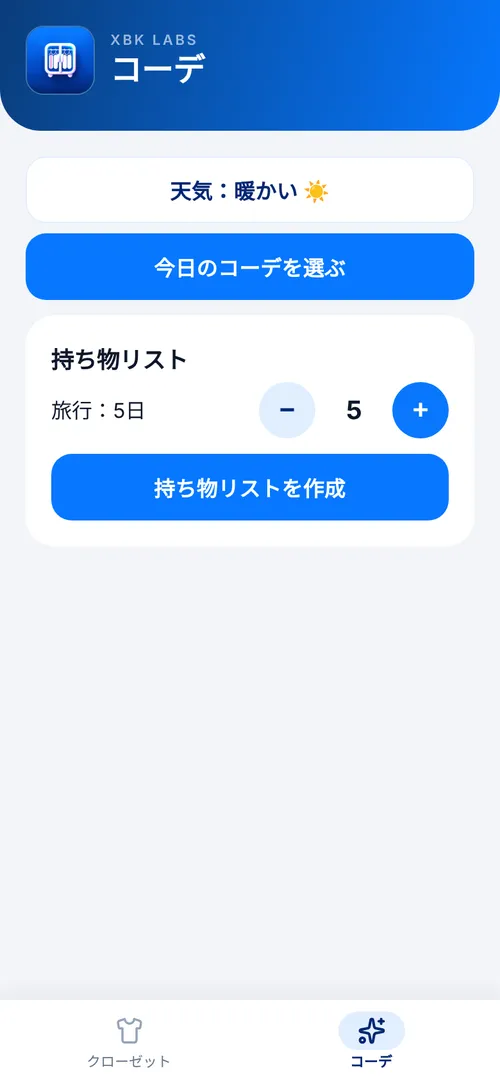 XBK LABS
コーデ
天気：暖かい ☀️
今日のコーデを選ぶ
持ち物リスト
旅行：5日
− 5 +
持ち物リストを作成
クローゼット
コーデ